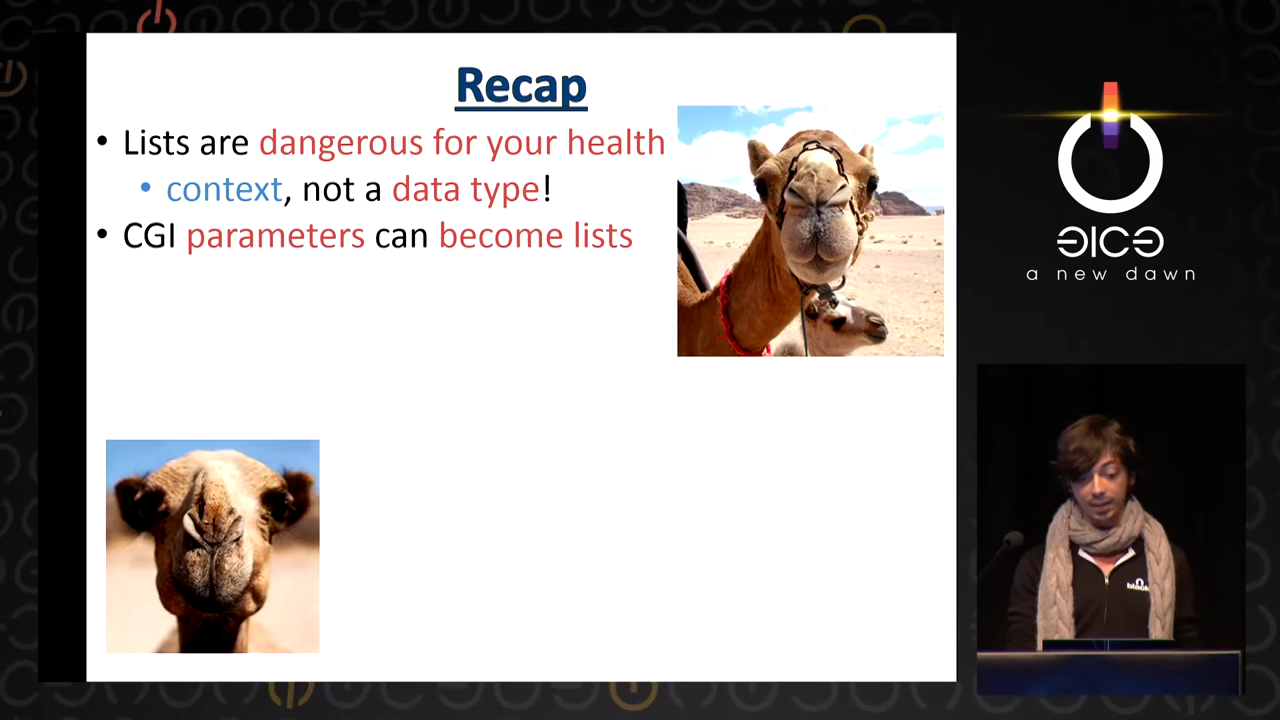 Recap
• Lists are dangerous for your health
• context, not a data type!
• CGI parameters can become lists
a new dawn